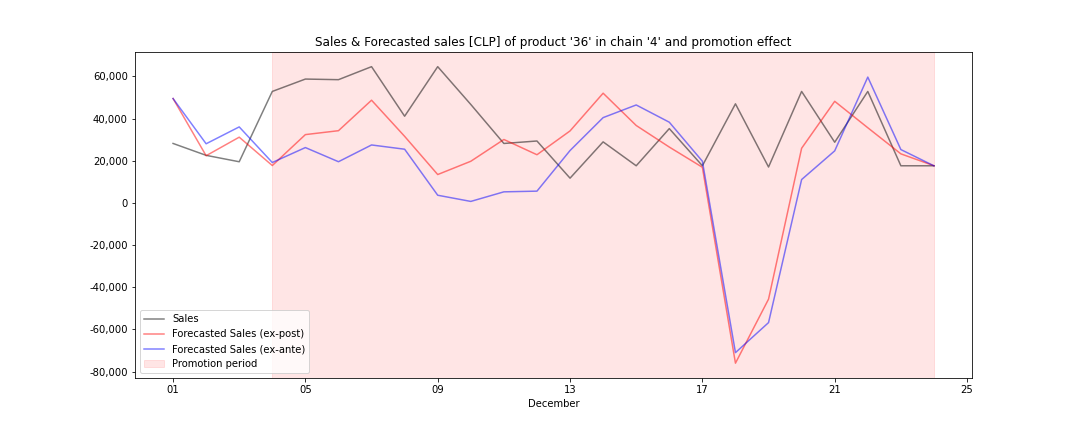 Sales & Forecasted sales [CLP] of product '36' in chain '4' and promotion effect
60,000
40,000
20,000
0
-20,000
-40,000
-60,000
-80,000
Sales
Forecasted Sales (ex-post)
Forecasted Sales (ex-ante)
Promotion period
01 05 09 13 17 21 25
December